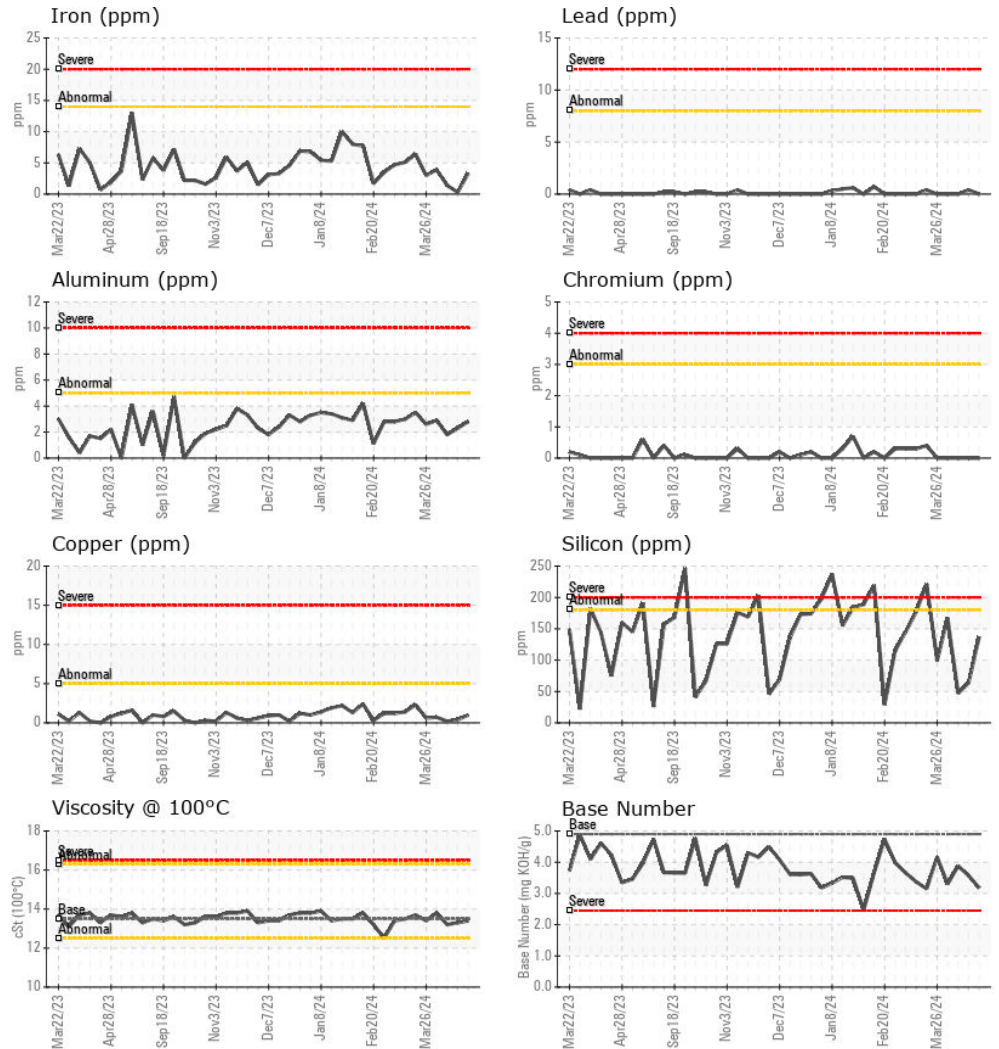 Iron (ppm)
25
20
15
10
5
0
ppm
Severe
Abnormal
Mar22/23
Apr28/23
Sep18/23
Nov3/23
Dec7/23
Jan8/24
Feb20/24
Mar26/24
Lead (ppm)
15
12
10
8
6
4
2
0
ppm
Severe
Abnormal
Mar22/23
Apr28/23
Sep18/23
Nov3/23
Dec7/23
Jan8/24
Feb20/24
Mar26/24
Aluminum (ppm)
12
10
8
6
4
2
0
ppm
Severe
Abnormal
Mar22/23
Apr28/23
Sep18/23
Nov3/23
Dec7/23
Jan8/24
Feb20/24
Mar26/24
Chromium (ppm)
5
4
3
2
1
0
ppm
Severe
Abnormal
Mar22/23
Apr28/23
Sep18/23
Nov3/23
Dec7/23
Jan8/24
Feb20/24
Mar26/24
Copper (ppm)
20
15
10
5
0
ppm
Severe
Abnormal
Mar22/23
Apr28/23
Sep18/23
Nov3/23
Dec7/23
Jan8/24
Feb20/24
Mar26/24
Silicon (ppm)
250
200
150
100
50
0
ppm
Severe
Abnormal
Mar22/23
Apr28/23
Sep18/23
Nov3/23
Dec7/23
Jan8/24
Feb20/24
Mar26/24
Viscosity @ 100°C
18
16
14
12
10
cSt (100°C)
Severe
Abnormal
Base
Abnormal
Mar22/23
Apr28/23
Sep18/23
Nov3/23
Dec7/23
Jan8/24
Feb20/24
Mar26/24
Base Number
5.0
4.0
3.0
2.0
1.0
0.0
Base Number (mg KOH/g)
Base
Severe
Mar22/23
Apr28/23
Sep18/23
Nov3/23
Dec7/23
Jan8/24
Feb20/24
Mar26/24